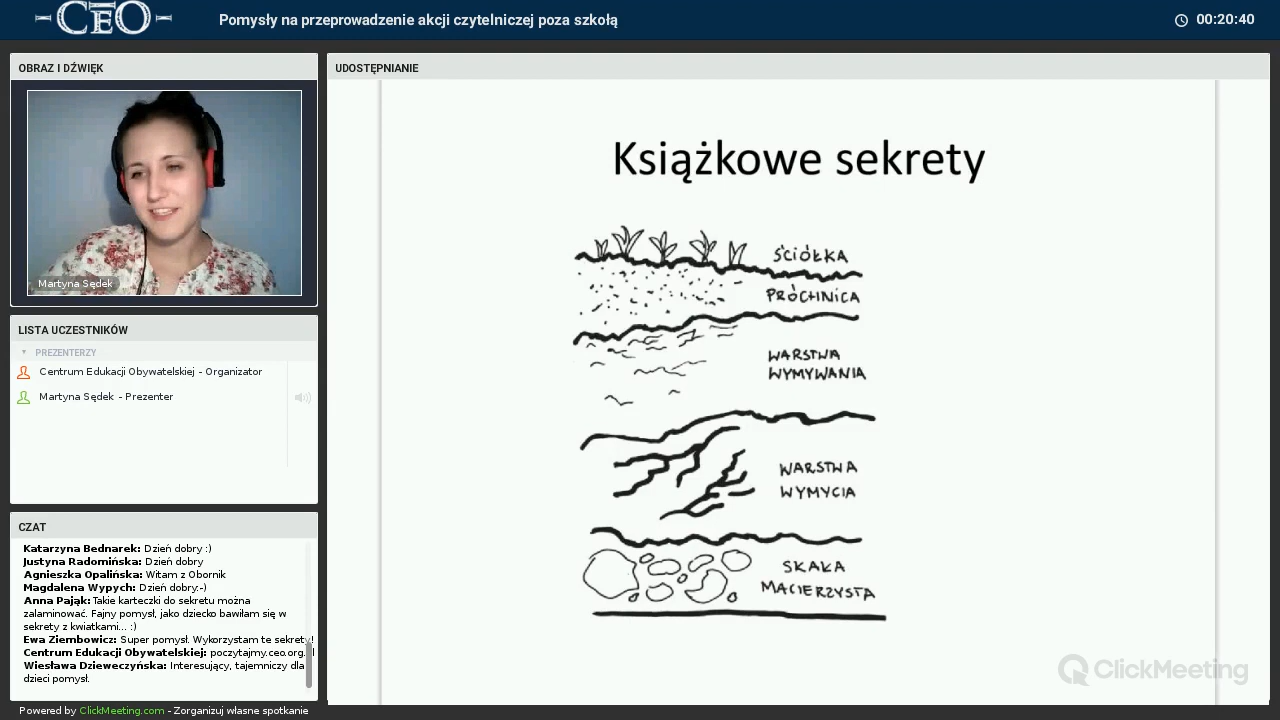 CEO
Pomysły na przeprowadzenie akcji czytelniczej poza szkołą
00:20:40
OBRAZ I DŹWIĘK
Martyna Sędek
LISTA UCZESTNIKÓW
PREZENTERZY
Centrum Edukacji Obywatelskiej - Organizator
Martyna Sędek - Prezenter
CZAT
Katarzyna Bednarek: Dzień dobry :)
Justyna Radomińska: Dzień dobry
Agnieszka Opalińska: Witam z Obornik
Magdalena Wypych: Dzień dobry:-)
Anna Pająk: Takie karteczki do sekretu można
zalaminować. Fajny pomysł, jako dziecko bawiłam się w
sekrety z kwiatkami... :)
Ewa Ziembowicz: Super pomysł. Wykorzystam te sekrety!
Centrum Edukacji Obywatelskiej: poczytajmy.ceo.org.pl
Wiesława Dzieweczyńska: Interesujący, tajemniczy dla
dzieci pomysł.
Powered by ClickMeeting.com - Zorganizuj własne spotkanie
UDOSTĘPNIANIE
Książkowe sekrety
ŚCIÓŁKA
PRÓCHNICA
WARSTWA
WYMYWANIA
WARSTWA
WYMYCIA
SKAŁA
MACIERZYSTA
ClickMeeting